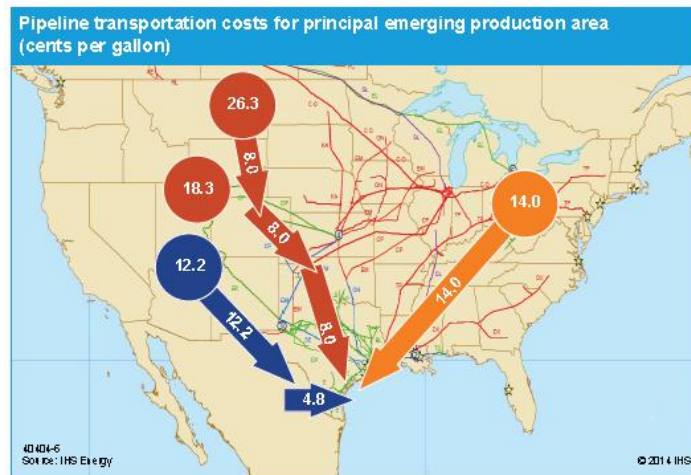 Pipeline transportation costs for principal emerging production area
(cents per gallon)
26.3
8.0
18.3
8.0
14.0
12.2
12.2
8.0
14.0
4.8
40404-6
Source: IHS Energy
© 2014 IHS